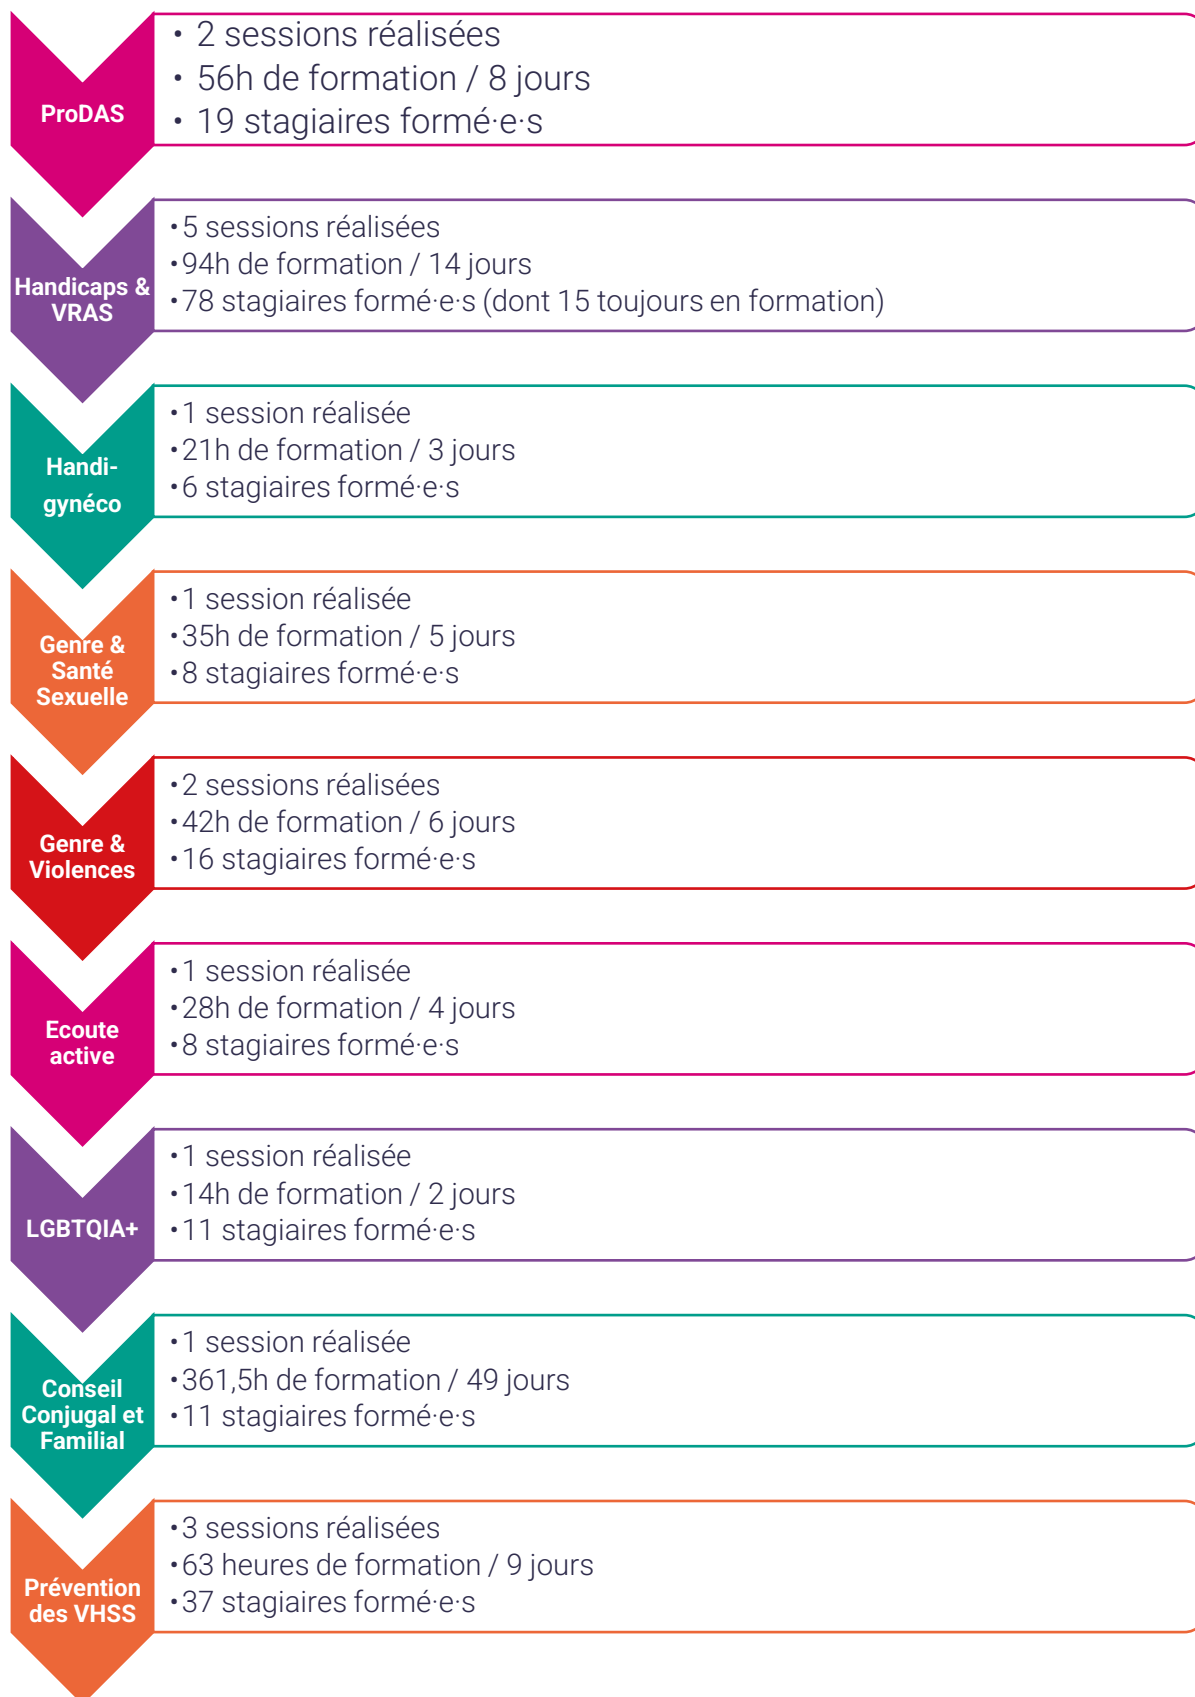 ProDAS
• 2 sessions réalisées
• 56h de formation / 8 jours
• 19 stagiaires formé·e·s
Handicaps &
VRAS
•5 sessions réalisées
•94h de formation / 14 jours
•78 stagiaires formé·e·s (dont 15 toujours en formation)
Handi-
gynéco
•1 session réalisée
•21h de formation / 3 jours
•6 stagiaires formé·e·s
Genre &
Santé
Sexuelle
•1 session réalisée
•35h de formation / 5 jours
•8 stagiaires formé·e·s
Genre &
Violences
•2 sessions réalisées
•42h de formation / 6 jours
•16 stagiaires formé·e·s
Ecoute
active
•1 session réalisée
•28h de formation / 4 jours
•8 stagiaires formé·e·s
LGBTQIA+
•1 session réalisée
•14h de formation / 2 jours
•11 stagiaires formé·e·s
Conseil
Conjugal et
Familial
•1 session réalisée
•361,5h de formation / 49 jours
•11 stagiaires formé·e·s
Prévention
des VHSS
•3 sessions réalisées
•63 heures de formation / 9 jours
•37 stagiaires formé·e·s